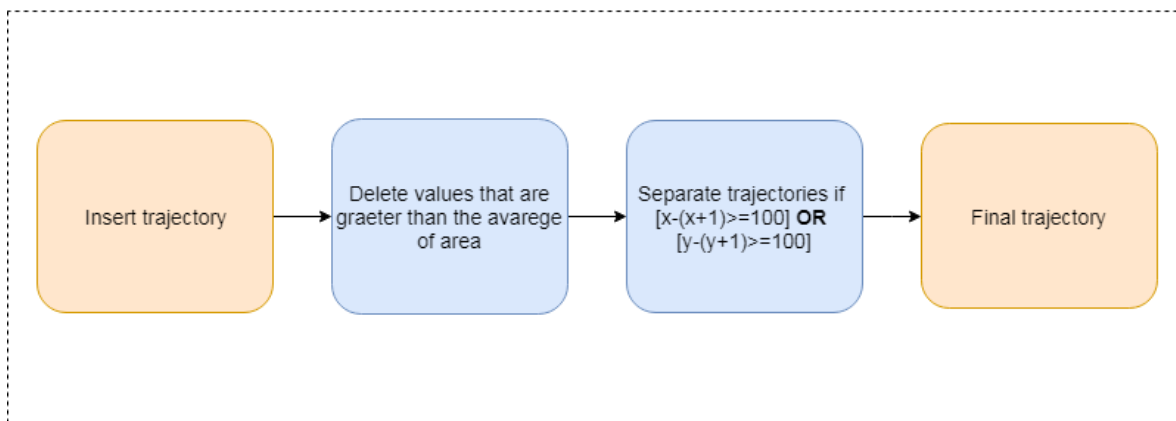 Insert trajectory
Delete values that are
graeter than the avarege
of area
Separate trajectories if
[x-(x+1)>=100] OR
[y-(y+1)>=100]
Final trajectory